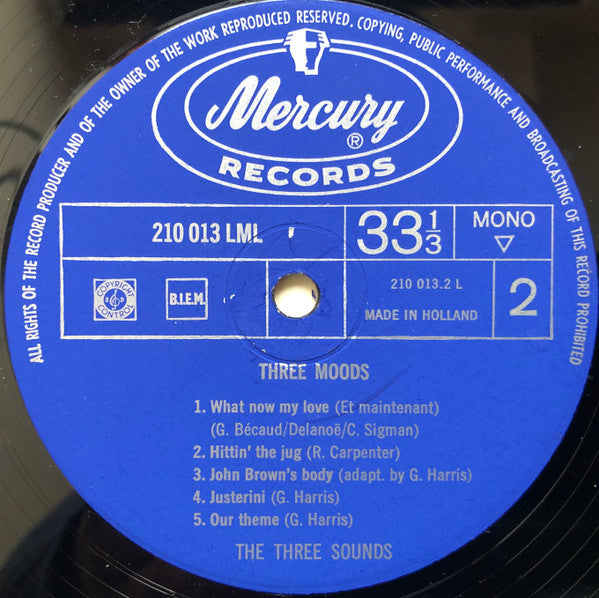 ALL RIGHTS OF THE RECORD PRODUCER AND OF THE OWNER OF THE WORK REPRODUCED RESERVED. COPYING, PUBLIC PERFORMANCE AND BROADCASTING OF THIS RECORD PROHIBITED
Mercury ®
RECORDS
210 013 LML
33 1/3
MONO
COPYRIGHT CONTROL
B.I.E.M.
210 013.2 L
MADE IN HOLLAND
2
THREE MOODS
1. What now my love (Et maintenant)
(G. Bécaud/Delanoë/C. Sigman)
2. Hittin' the jug (R. Carpenter)
3. John Brown's body (adapt. by G. Harris)
4. Justerini (G. Harris)
5. Our theme (G. Harris)
THE THREE SOUNDS